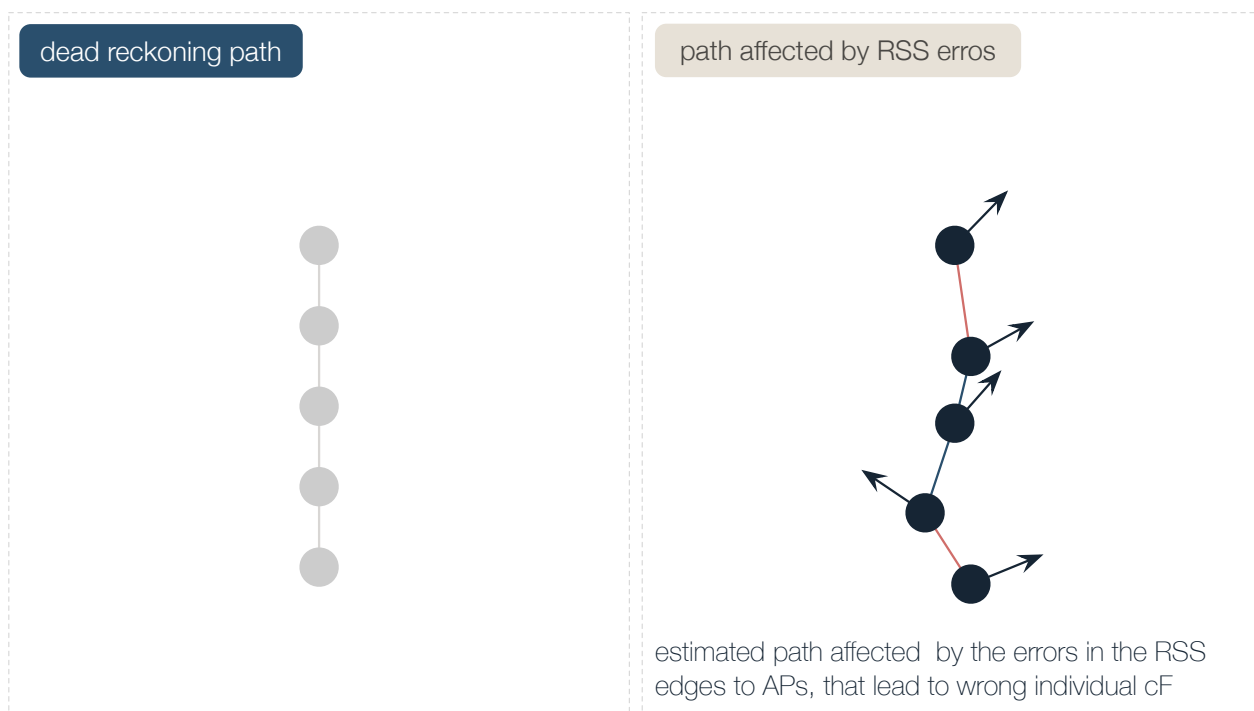 dead reckoning path
path affected by RSS erros
estimated path affected  by the errors in the RSS
edges to APs, that lead to wrong individual cF